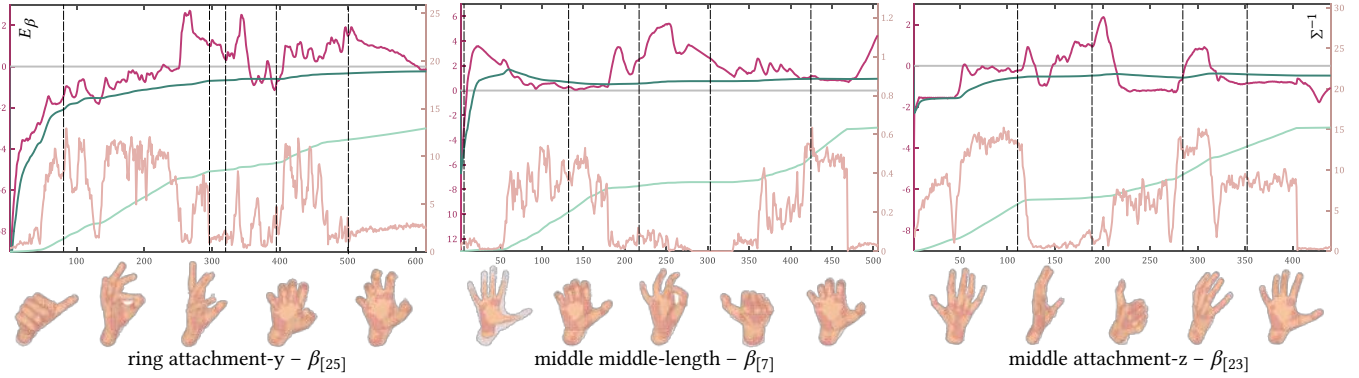 E_β Σ⁻¹
2 25 6 1.2 2 30
0 20 4 1 0 25
-2 15 2 0.8 -2 20
-4 10 0 0.6 -4 15
-6 5 -2 0.4 -6 10
-8 0 -4 0.2 -8 5
-6 0 0
-8
10
12
100 200 300 400 500 600 50 100 150 200 250 300 350 400 450 500 50 100 150 200 250 300 350 400
ring attachment-y – β[25] middle middle-length – β[7] middle attachment-z – β[23]